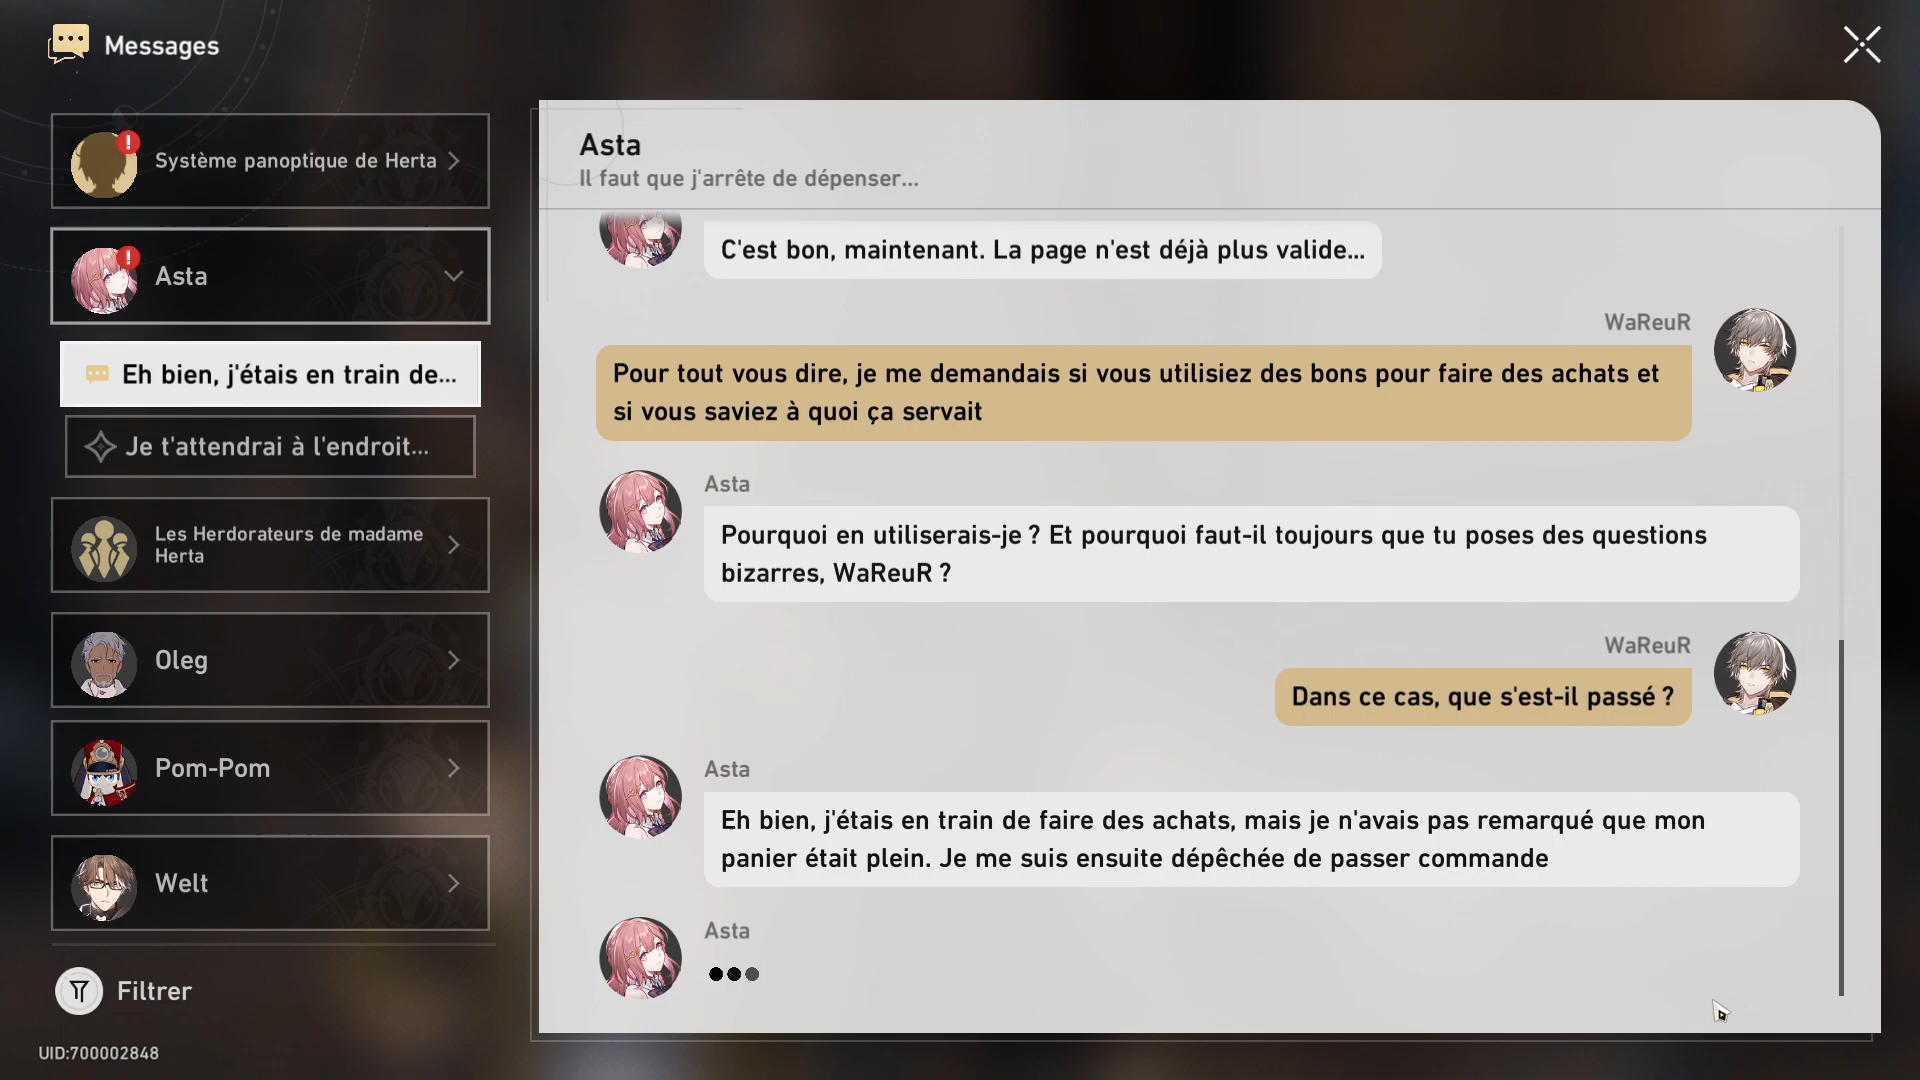 Messages
Système panoptique de Herta
Asta
Eh bien, j'étais en train de...
Je t'attendrai à l'endroit...
Les Herdorateurs de madame
Herta
Oleg
Pom-Pom
Welt
Filtrer
UID:700002848
Asta
Il faut que j'arrête de dépenser...
C'est bon, maintenant. La page n'est déjà plus valide...
WaReuR
Pour tout vous dire, je me demandais si vous utilisiez des bons pour faire des achats et
si vous saviez à quoi ça servait
Asta
Pourquoi en utiliserais-je ? Et pourquoi faut-il toujours que tu poses des questions
bizarres, WaReuR ?
WaReuR
Dans ce cas, que s'est-il passé ?
Asta
Eh bien, j'étais en train de faire des achats, mais je n'avais pas remarqué que mon
panier était plein. Je me suis ensuite dépêchée de passer commande
Asta